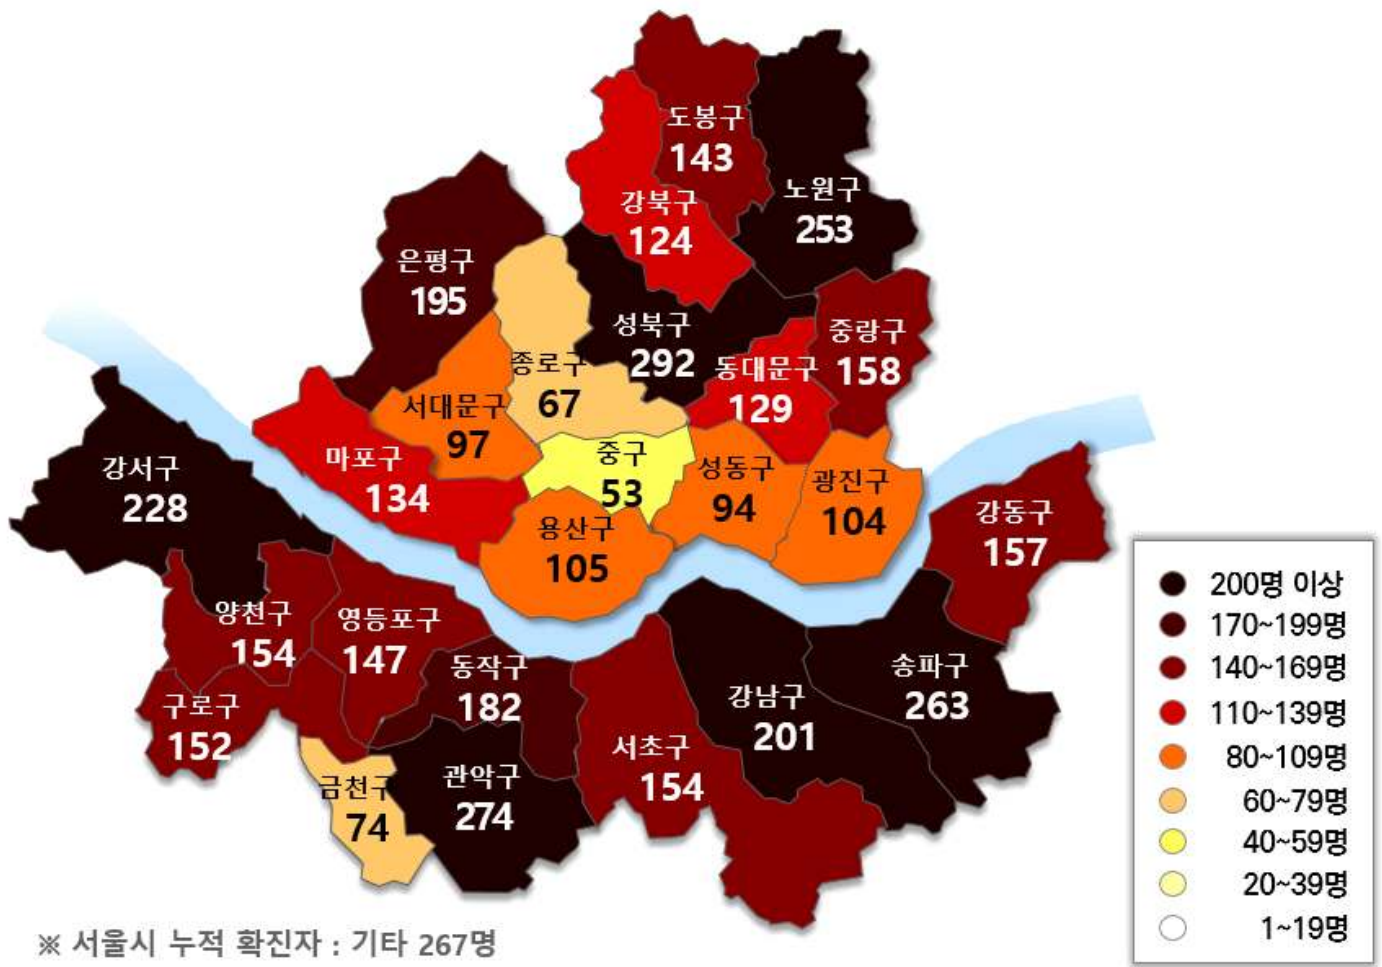 도봉구
143
노원구
253
강북구
124
은평구
195
성북구
292
중랑구
158
종로구
67
동대문구
129
서대문구
97
마포구
134
중구
53
성동구
94
광진구
104
강서구
228
용산구
105
강동구
157
양천구
154
영등포구
147
동작구
182
송파구
263
강남구
201
구로구
152
서초구
154
금천구
74
관악구
274
200명 이상
170~199명
140~169명
110~139명
80~109명
60~79명
40~59명
20~39명
1~19명
※ 서울시 누적 확진자 : 기타 267명